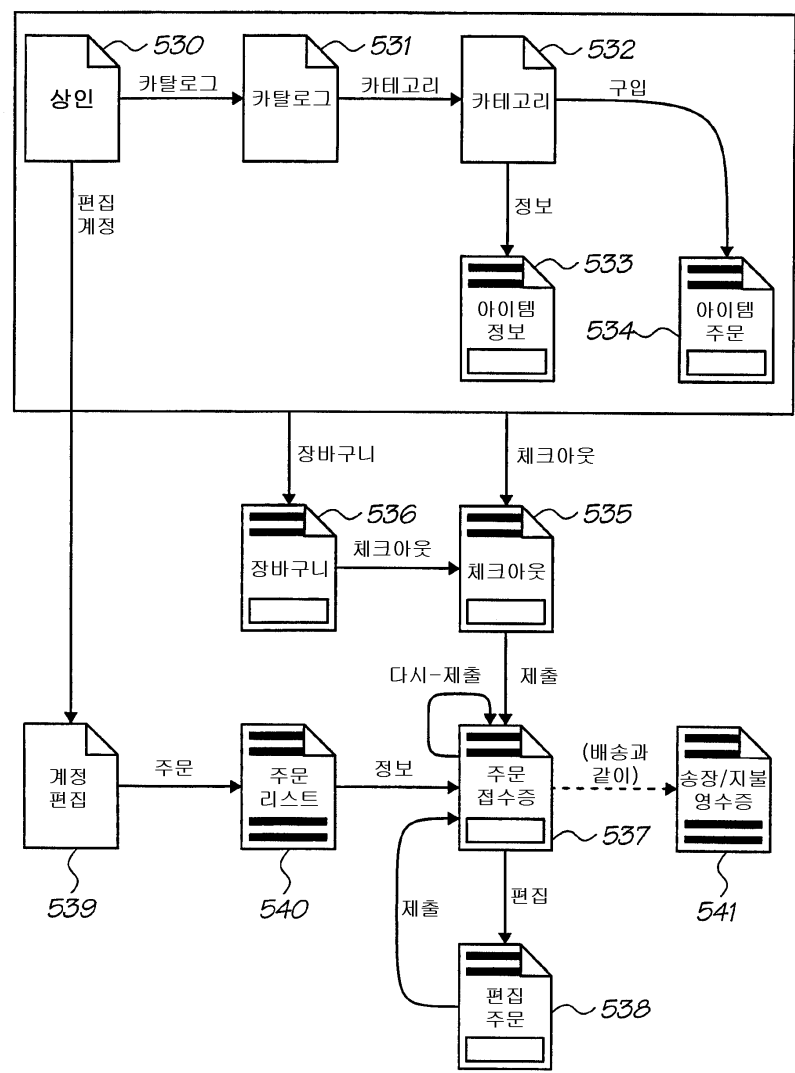 530
531
532
상인
카탈로그
카탈로그
카테고리
카테고리
구입
편집
계정
정보
533
아이템
정보
534
아이템
주문
장바구니
체크아웃
536
535
장바구니
체크아웃
체크아웃
다시-제출
제출
계정
편집
주문
주문
리스트
정보
주문
접수증
(배송과
같이)
송장/지불
영수증
537
539
540
541
제출
편집
편집
주문
538